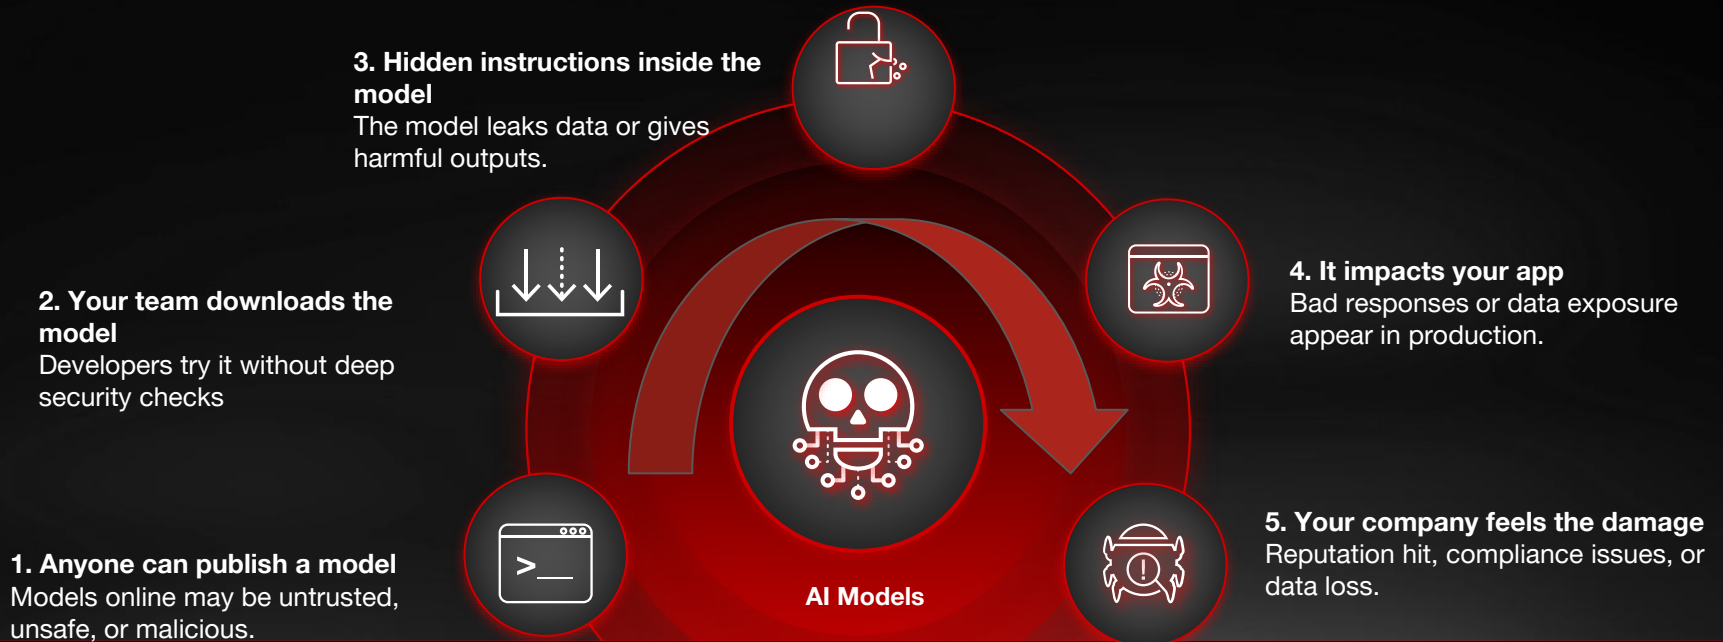 1. Anyone can publish a model
Models online may be untrusted,
unsafe, or malicious.
2. Your team downloads the
model
Developers try it without deep
security checks
3. Hidden instructions inside the
model
The model leaks data or gives
harmful outputs.
4. It impacts your app
Bad responses or data exposure
appear in production.
5. Your company feels the damage
Reputation hit, compliance issues, or
data loss.
AI Models